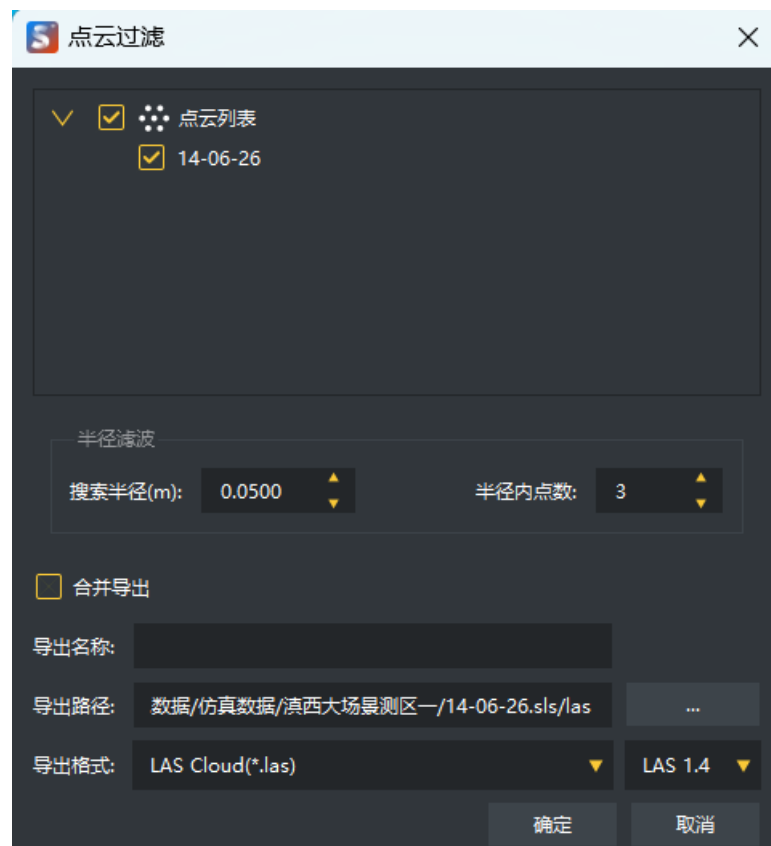 点云过滤
点云列表
14-06-26
半径滤波
搜索半径(m): 0.0500 半径内点数: 3
合并导出
导出名称:
导出路径: 数据/仿真数据/滇西大场景测区一/14-06-26.sls/las ...
导出格式: LAS Cloud(*.las) LAS 1.4
确定 取消